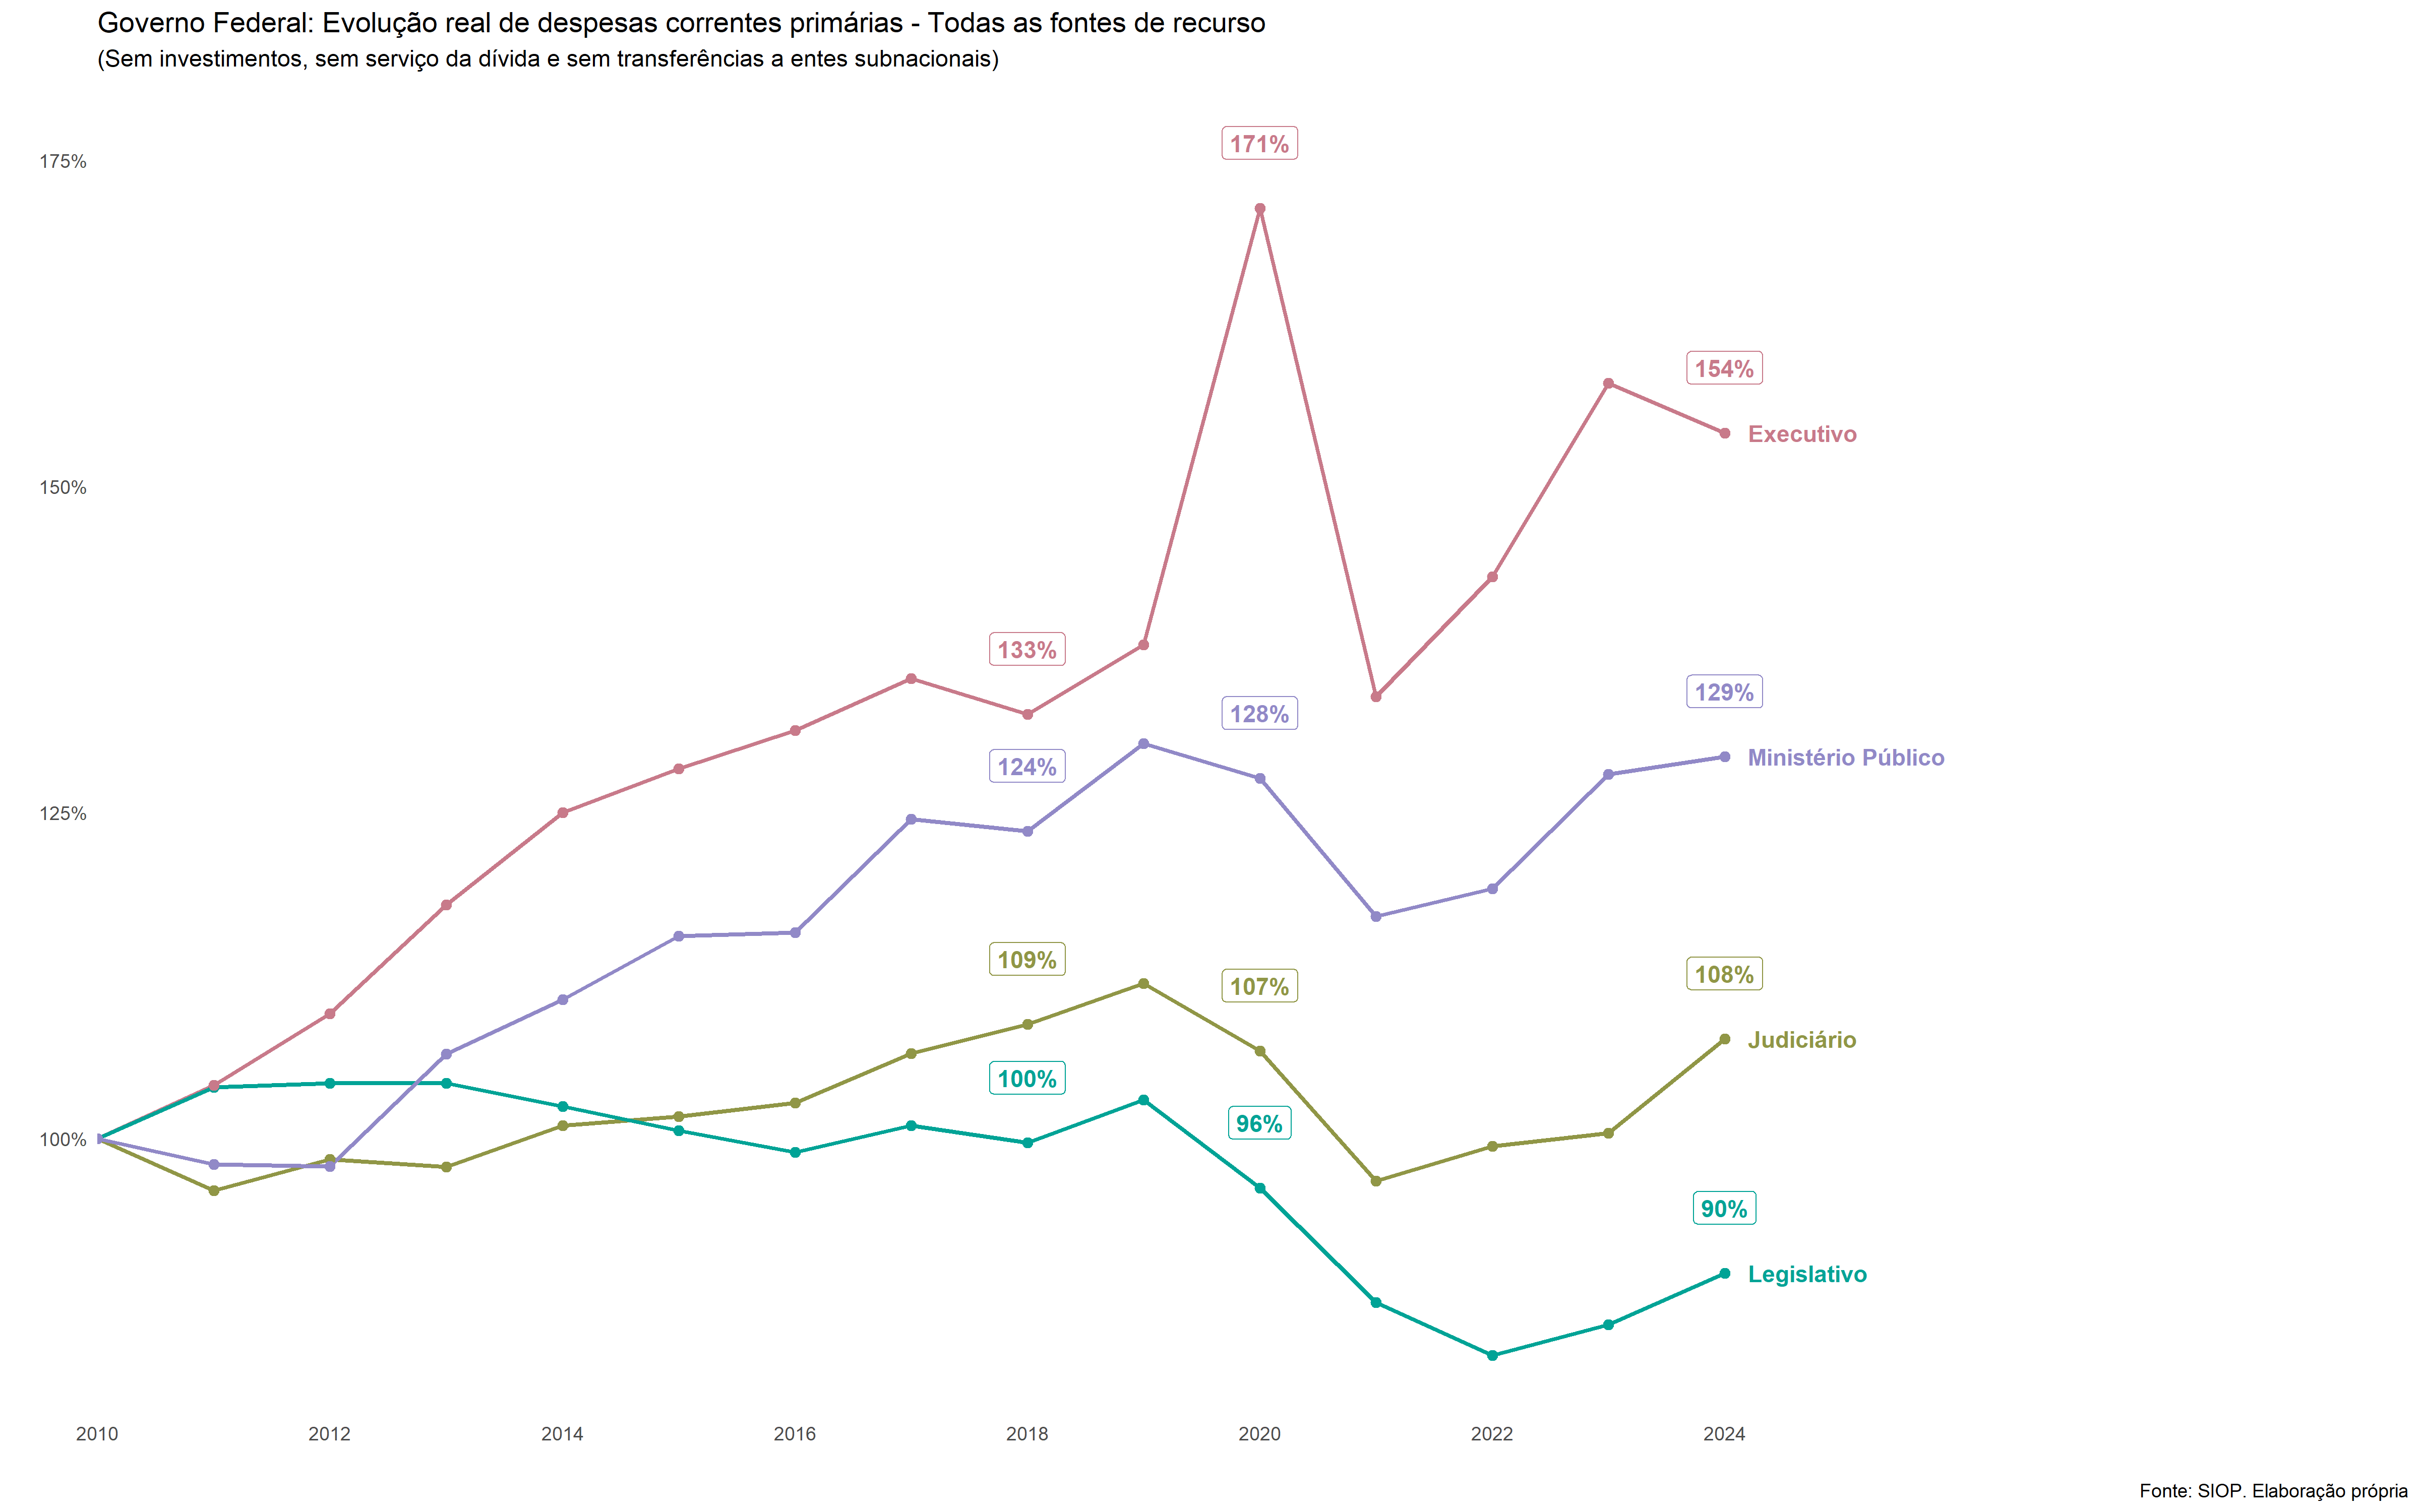 Governo Federal: Evolução real de despesas correntes primárias - Todas as fontes de recurso
(Sem investimentos, sem serviço da dívida e sem transferências a entes subnacionais)
171%
175%
154%
Executivo
150%
133%
129%
128%
124%
Ministério Público
125%
109%
108%
107%
Judiciário
100%
96%
100%
90%
Legislativo
2010 2012 2014 2016 2018 2020 2022 2024
Fonte: SIOP. Elaboração própria